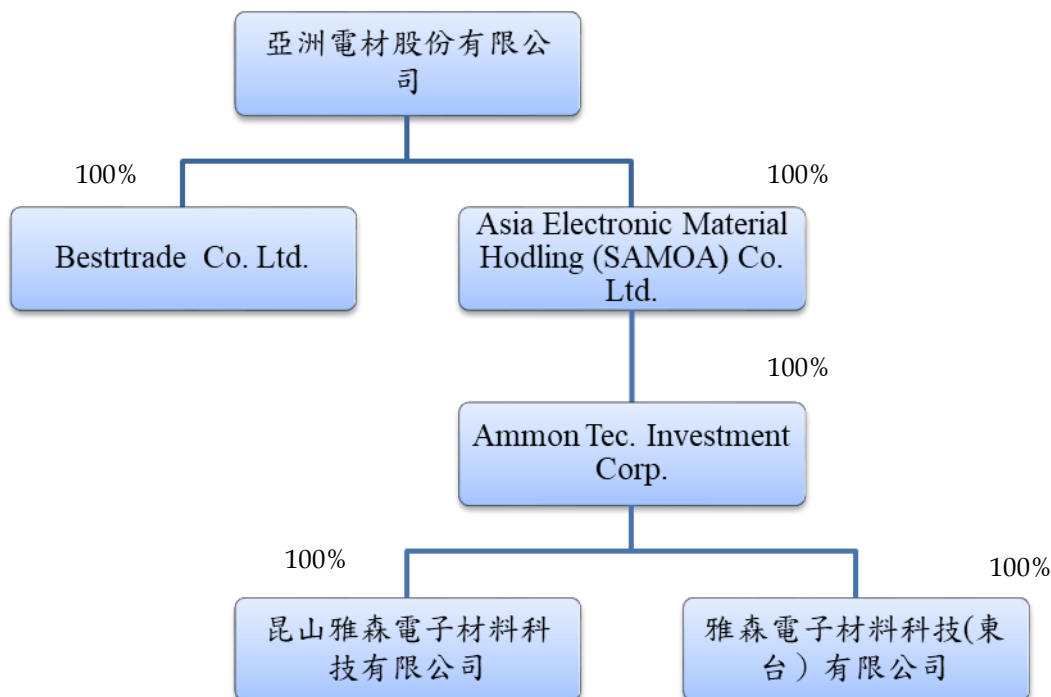 亞洲電材股份有限公
司
100%
100%
Bestrtrade Co. Ltd.
Asia Electronic Material
Hodling (SAMOA) Co.
Ltd.
100%
Ammon Tec. Investment
Corp.
100%
100%
昆山雅森電子材料科
技有限公司
雅森電子材料科技(東
台）有限公司